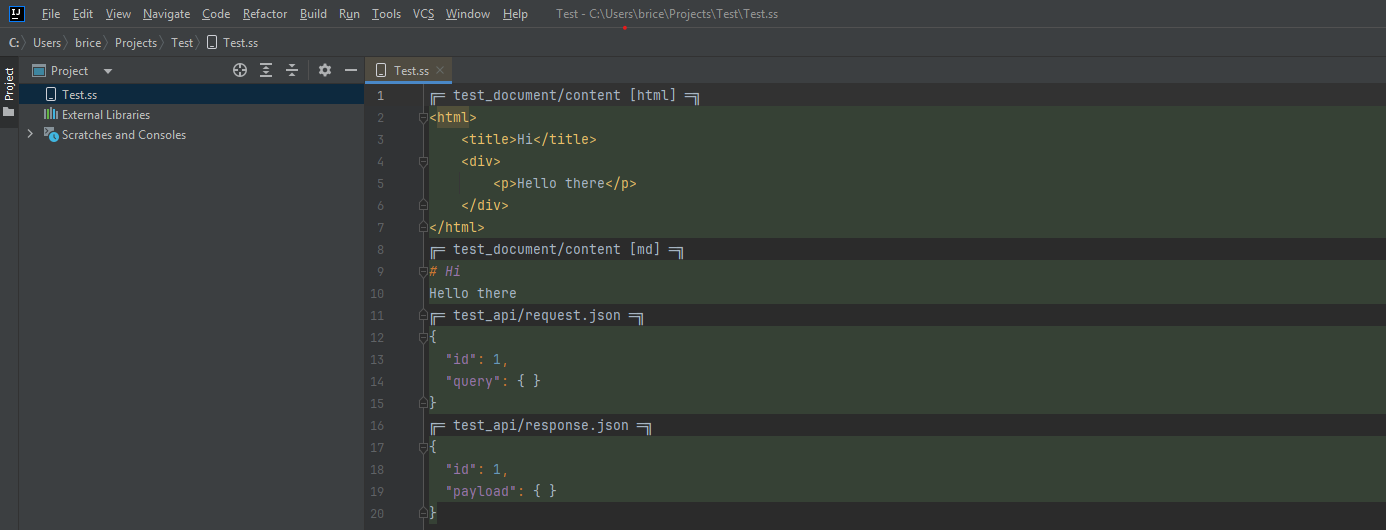 IJ File Edit View Navigate Code Refactor Build Run Tools VCS Window Help Test - C:\Users\brice\Projects\Test\Test.ss
C: Users brice Projects Test Test.ss
Project
Project
Test.ss
External Libraries
Scratches and Consoles
Test.ss
1 ╔═ test_document/content [html] ═╗
2 <html>
3     <title>Hi</title>
4     <div>
5         <p>Hello there</p>
6     </div>
7 </html>
8 ╔═ test_document/content [md] ═╗
9 # Hi
10 Hello there
11 ╔═ test_api/request.json ═╗
12 {
13   "id": 1,
14   "query": { }
15 }
16 ╔═ test_api/response.json ═╗
17 {
18   "id": 1,
19   "payload": { }
20 }